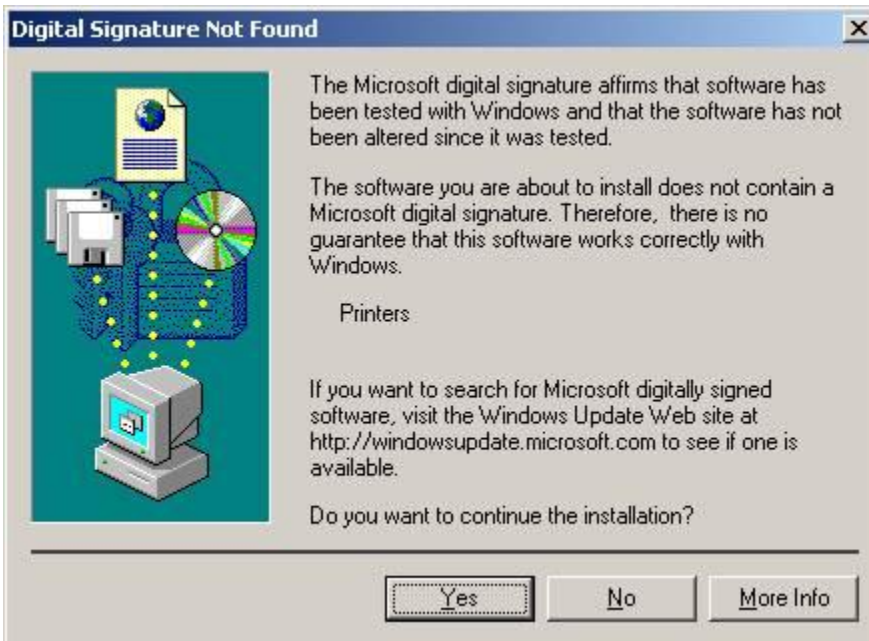 Digital Signature Not Found
The Microsoft digital signature affirms that software has
been tested with Windows and that the software has not
been altered since it was tested.
The software you are about to install does not contain a
Microsoft digital signature. Therefore,  there is no
guarantee that this software works correctly with
Windows.
Printers
If you want to search for Microsoft digitally signed
software, visit the Windows Update Web site at
http://windowsupdate.microsoft.com to see if one is
available.
Do you want to continue the installation?
Yes
No
More Info